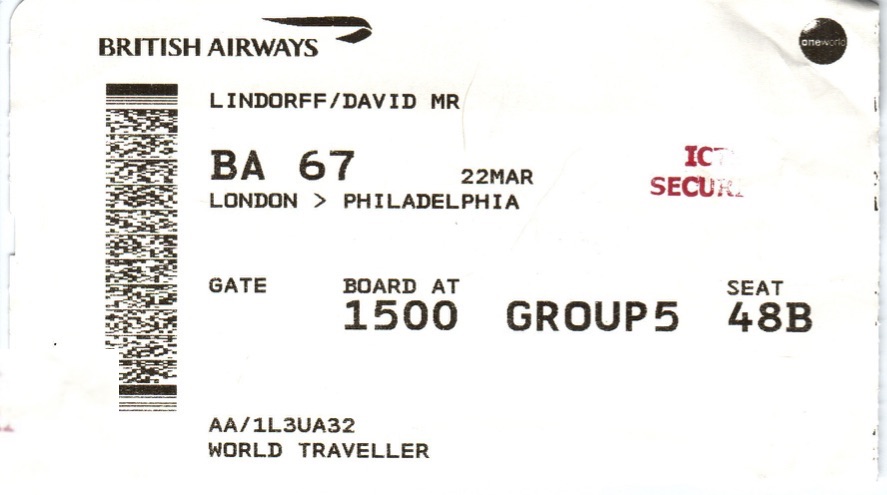 BRITISH AIRWAYS
oneworld
LINDORFF/DAVID MR
BA 67
22MAR
LONDON > PHILADELPHIA
GATE
BOARD AT
SEAT
1500
GROUP5
48B
AA/1L3UA32
WORLD TRAVELLER